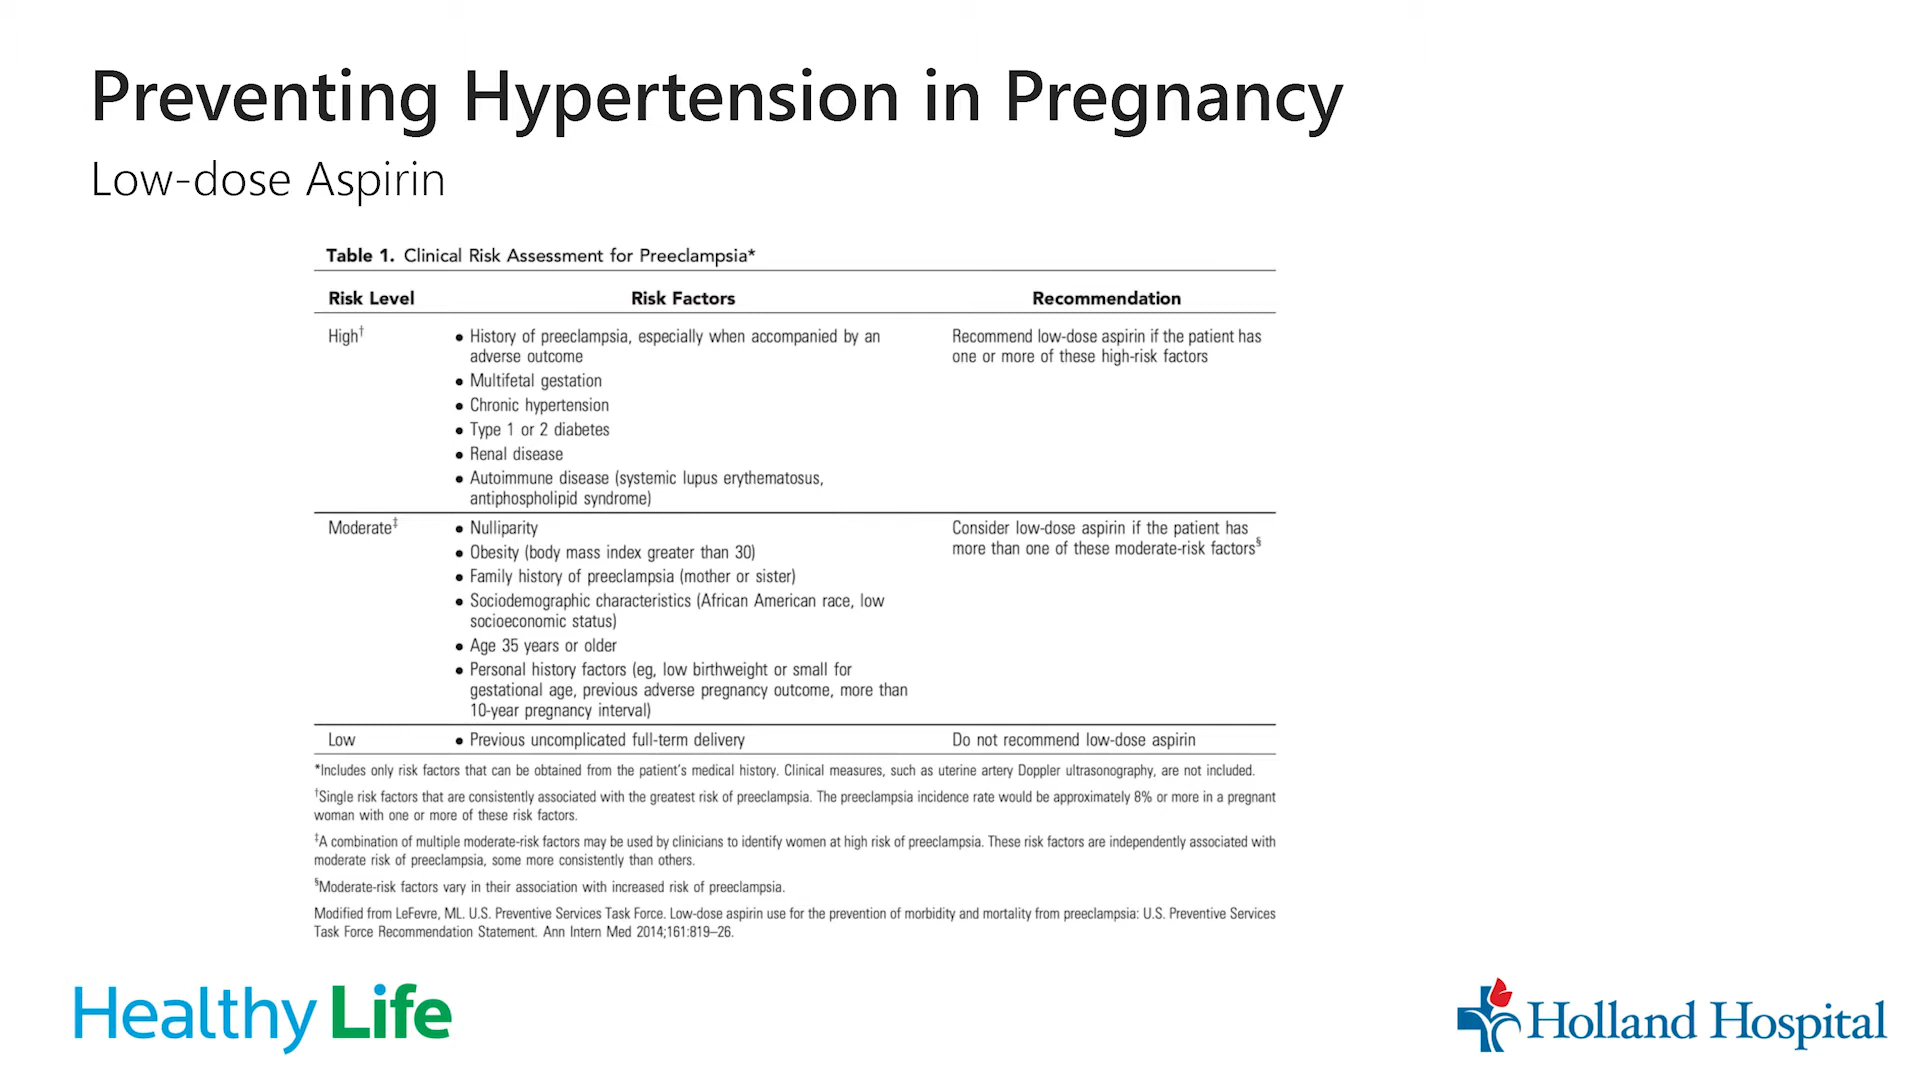 Preventing Hypertension in Pregnancy
Low-dose Aspirin
Table 1. Clinical Risk Assessment for Preeclampsia*
Risk Level Risk Factors Recommendation
High†
• History of preeclampsia, especially when accompanied by an
adverse outcome
• Multifetal gestation
• Chronic hypertension
• Type 1 or 2 diabetes
• Renal disease
• Autoimmune disease (systemic lupus erythematosus,
antiphospholipid syndrome)
Recommend low-dose aspirin if the patient has
one or more of these high-risk factors
Moderate‡
• Nulliparity
• Obesity (body mass index greater than 30)
• Family history of preeclampsia (mother or sister)
• Sociodemographic characteristics (African American race, low
socioeconomic status)
• Age 35 years or older
• Personal history factors (eg, low birthweight or small for
gestational age, previous adverse pregnancy outcome, more than
10-year pregnancy interval)
Consider low-dose aspirin if the patient has
more than one of these moderate-risk factors§
Low
• Previous uncomplicated full-term delivery
Do not recommend low-dose aspirin
*Includes only risk factors that can be obtained from the patient's medical history. Clinical measures, such as uterine artery Doppler ultrasonography, are not included.
†Single risk factors that are consistently associated with the greatest risk of preeclampsia. The preeclampsia incidence rate would be approximately 8% or more in a pregnant
woman with one or more of these risk factors.
‡A combination of multiple moderate-risk factors may be used by clinicians to identify women at high risk of preeclampsia. These risk factors are independently associated with
moderate risk of preeclampsia, some more consistently than others.
§Moderate-risk factors vary in their association with increased risk of preeclampsia.
Modified from LeFevre, ML. U.S. Preventive Services Task Force. Low-dose aspirin use for the prevention of morbidity and mortality from preeclampsia: U.S. Preventive Services
Task Force Recommendation Statement. Ann Intern Med 2014;161:819–26.
Healthy Life
Holland Hospital